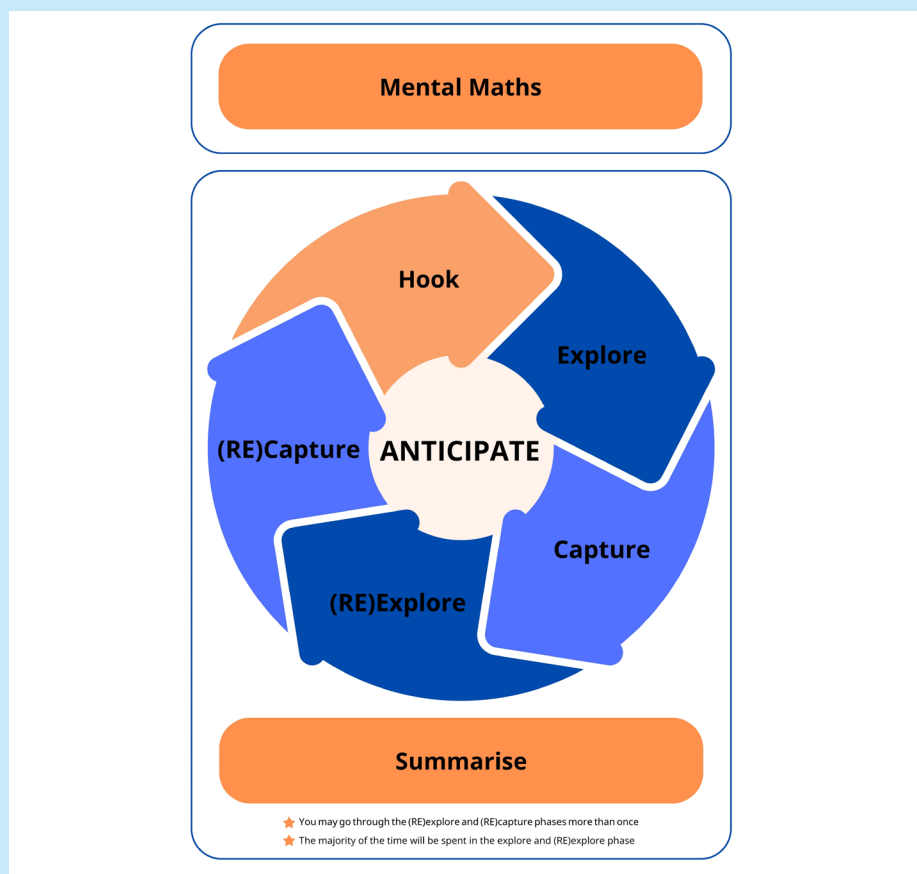 Mental Maths
Hook
Explore
Capture
(RE)Explore
(RE)Capture
ANTICIPATE
Summarise
You may go through the (RE)explore and (RE)capture phases more than once
The majority of the time will be spent in the explore and (RE)explore phase